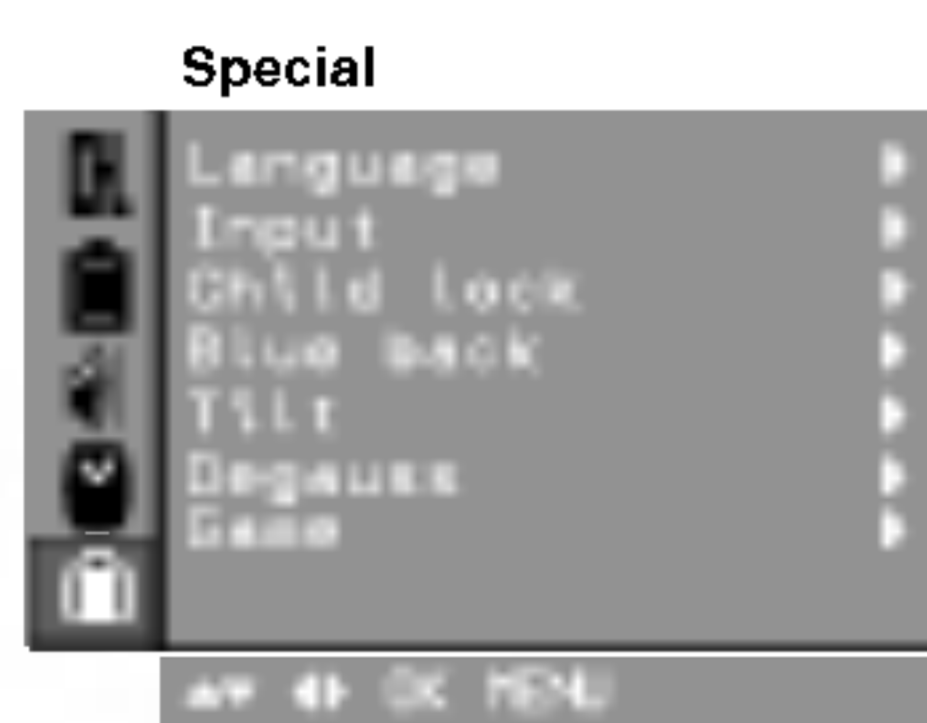 Special
Language
Input
Child lock
Blue back
Tilt
Degauss
Game
OK MENU